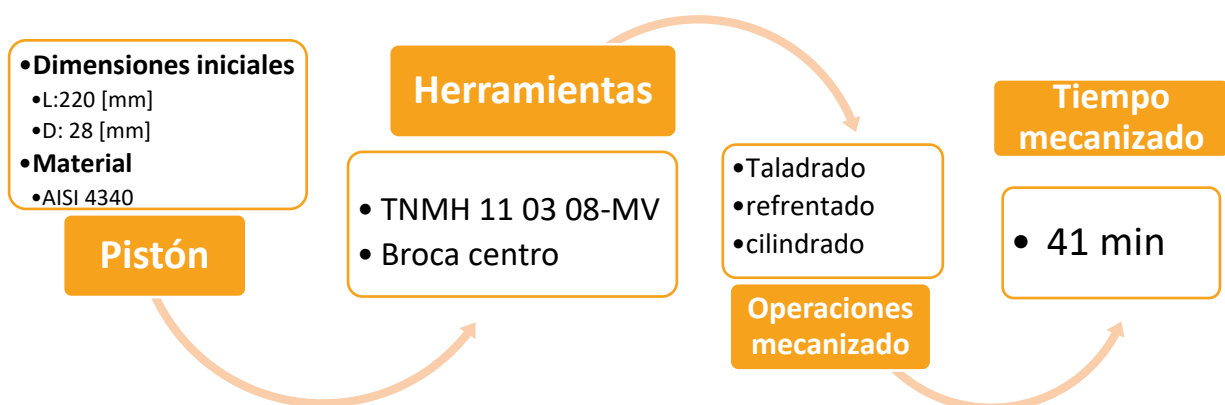 •Dimensiones iniciales
•L:220 [mm]
•D: 28 [mm]
•Material
•AISI 4340
Pistón
Herramientas
• TNMH 11 03 08-MV
• Broca centro
•Taladrado
•refrentado
•cilindrado
Operaciones
mecanizado
Tiempo
mecanizado
• 41 min